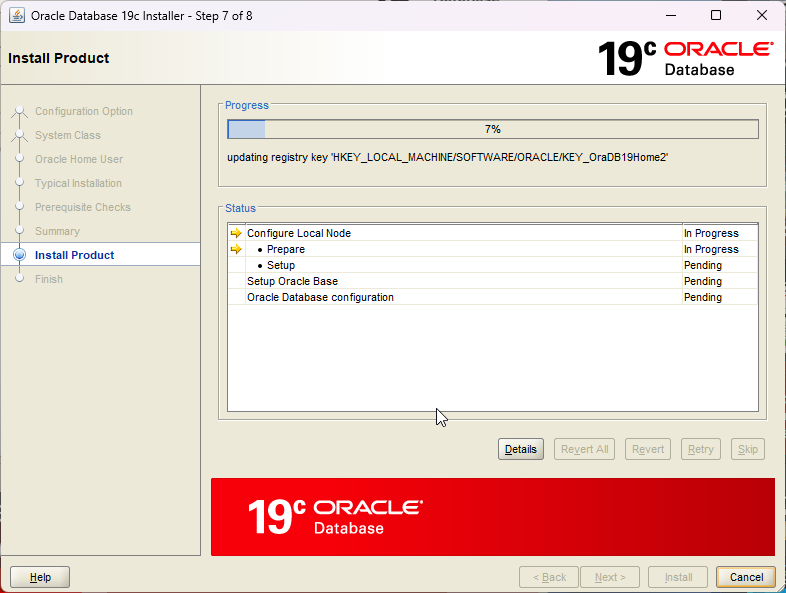 Oracle Database 19c Installer - Step 7 of 8
Install Product
19c ORACLE
Database
Configuration Option
System Class
Oracle Home User
Typical Installation
Prerequisite Checks
Summary
Install Product
Finish
Progress
7%
updating registry key 'HKEY_LOCAL_MACHINE/SOFTWARE/ORACLE/KEY_OraDB19Home2'
Status
Configure Local Node In Progress
• Prepare In Progress
• Setup Pending
Setup Oracle Base Pending
Oracle Database configuration Pending
Details Revert All Revert Retry Skip
19c ORACLE
Database
Help < Back Next > Install Cancel